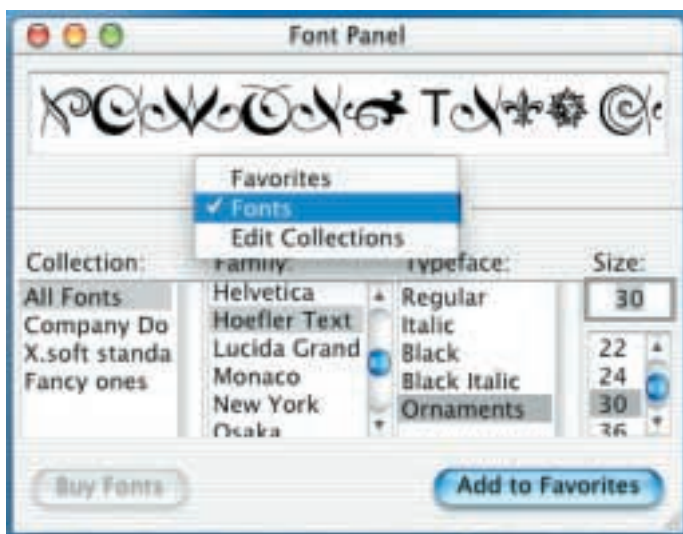 Font Panel
Favorites
✓ Fonts
Edit Collections
Collection: Family: Typeface: Size:
All Fonts Helvetica Regular 30
Company Do Hoefler Text Italic
X.soft standa Lucida Grand Black 22
Fancy ones Monaco Black Italic 24
New York Ornaments 30
Osaka 36
Buy Fonts Add to Favorites